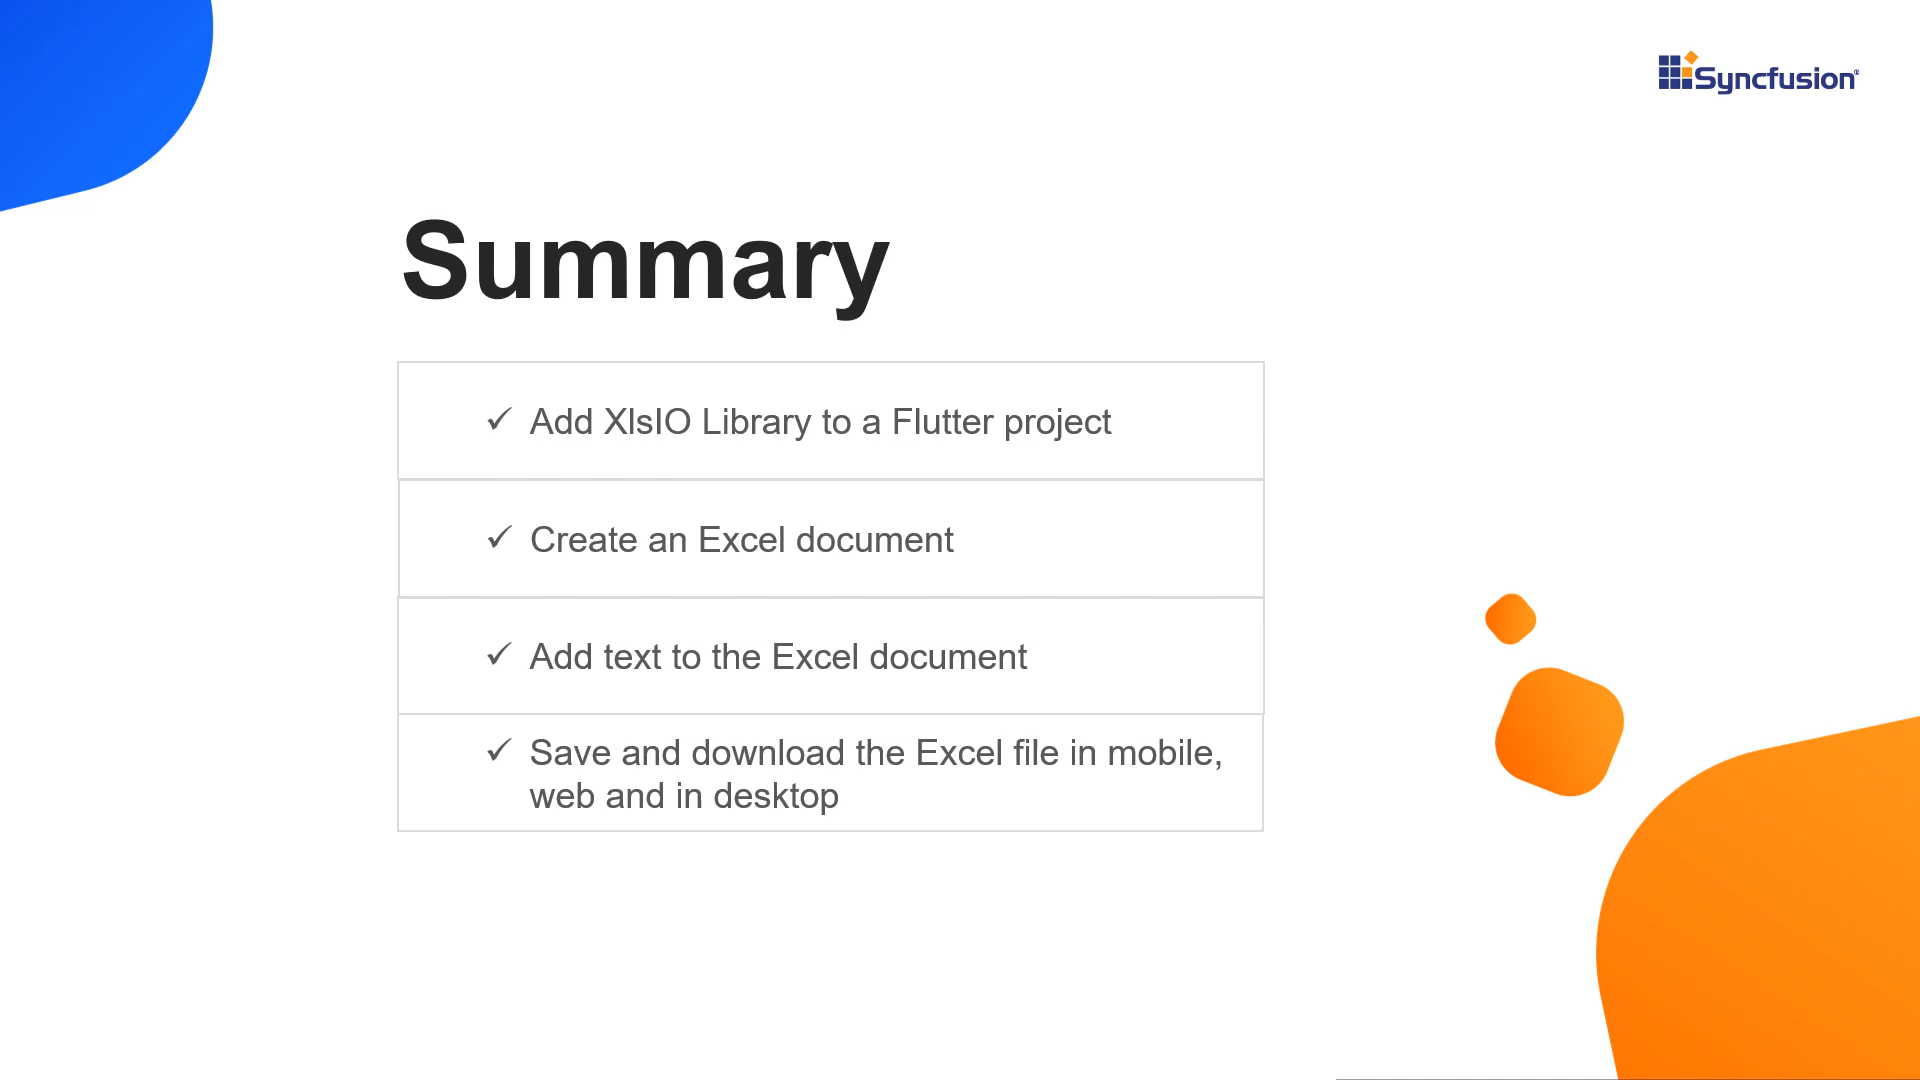 Syncfusion®
Summary
✓ Add XlsIO Library to a Flutter project
✓ Create an Excel document
✓ Add text to the Excel document
✓ Save and download the Excel file in mobile,
web and in desktop